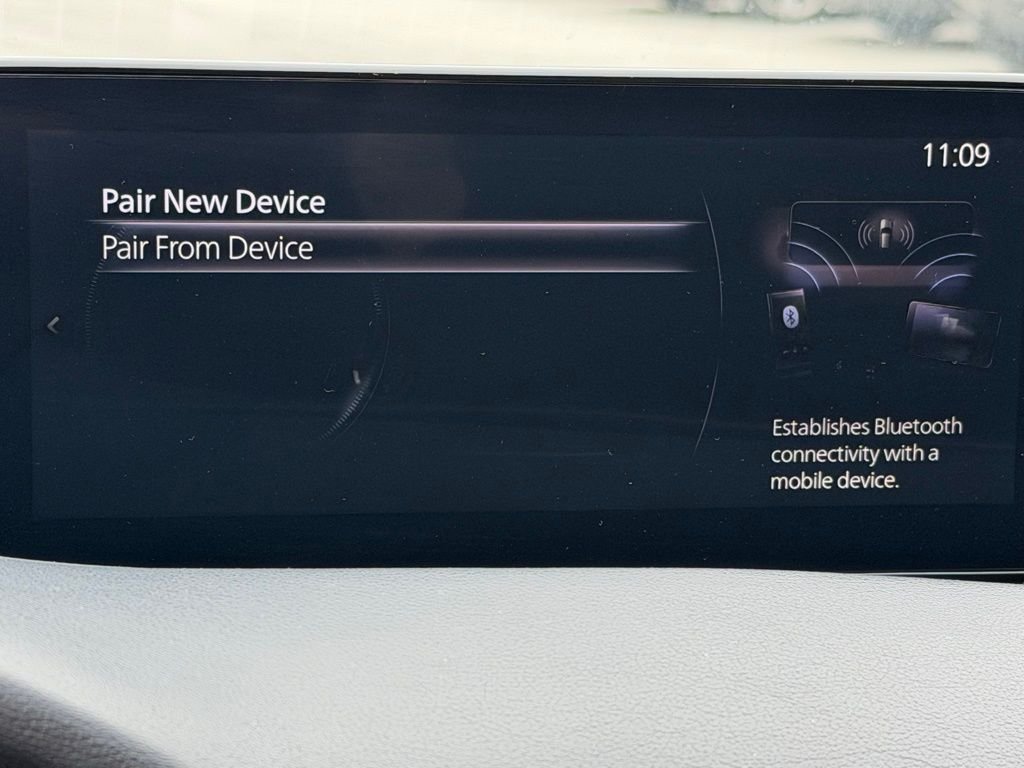 11:09
Pair New Device
Pair From Device
Establishes Bluetooth
connectivity with a
mobile device.